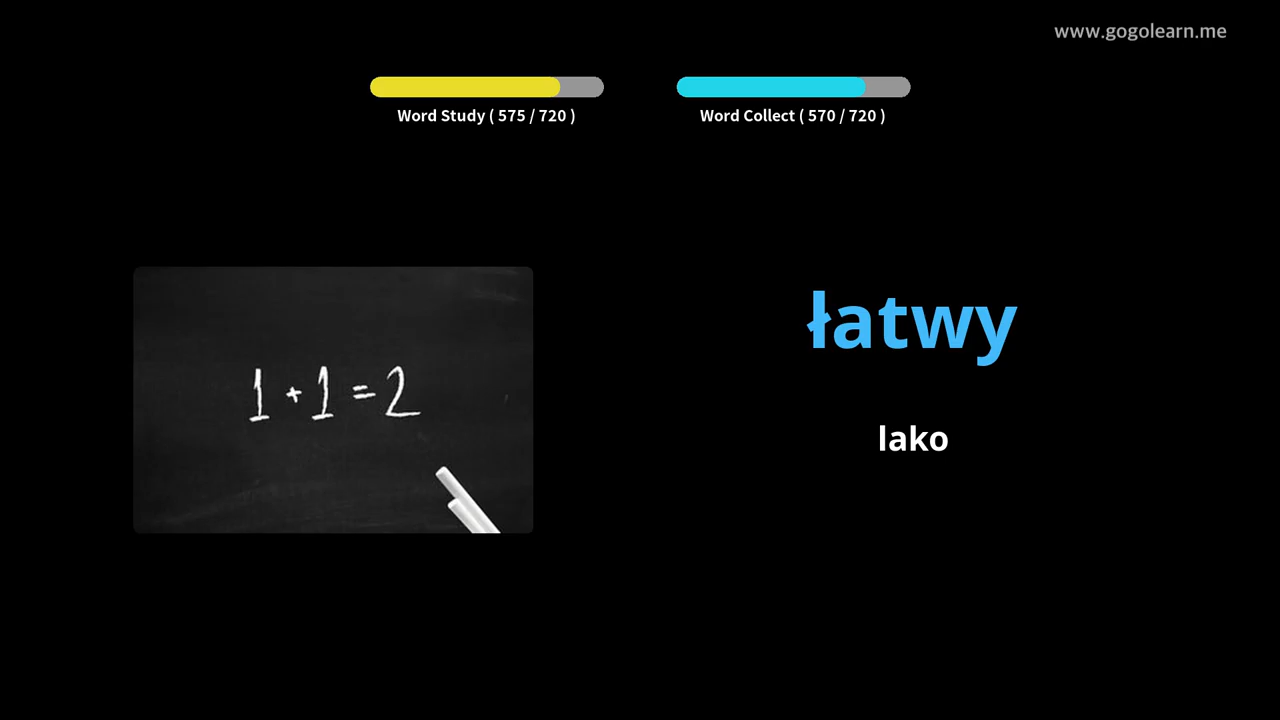 www.gogolearn.me
Word Study ( 575 / 720 )
Word Collect ( 570 / 720 )
1 + 1 = 2
łatwy
lako